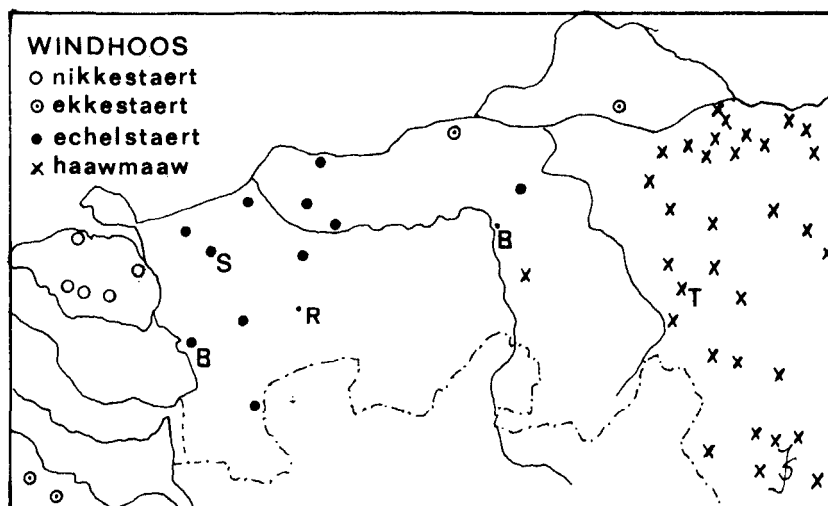 WINDHOOS
nikkestaert
ekkestaert
echelstaert
haawmaaw
S
B
T
R
B